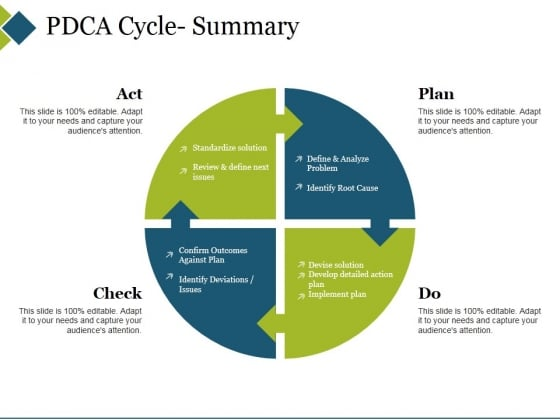 PDCA Cycle- Summary
Act
This slide is 100% editable. Adapt
it to your needs and capture your
audience's attention.
Plan
This slide is 100% editable. Adapt
it to your needs and capture your
audience's attention.
Standardize solution
Review & define next
issues
Define & Analyze
Problem
Identify Root Cause
Confirm Outcomes
Against Plan
Identify Deviations /
Issues
Devise solution
Develop detailed action
plan
Implement plan
Check
This slide is 100% editable. Adapt
it to your needs and capture your
audience's attention.
Do
This slide is 100% editable. Adapt
it to your needs and capture your
audience's attention.